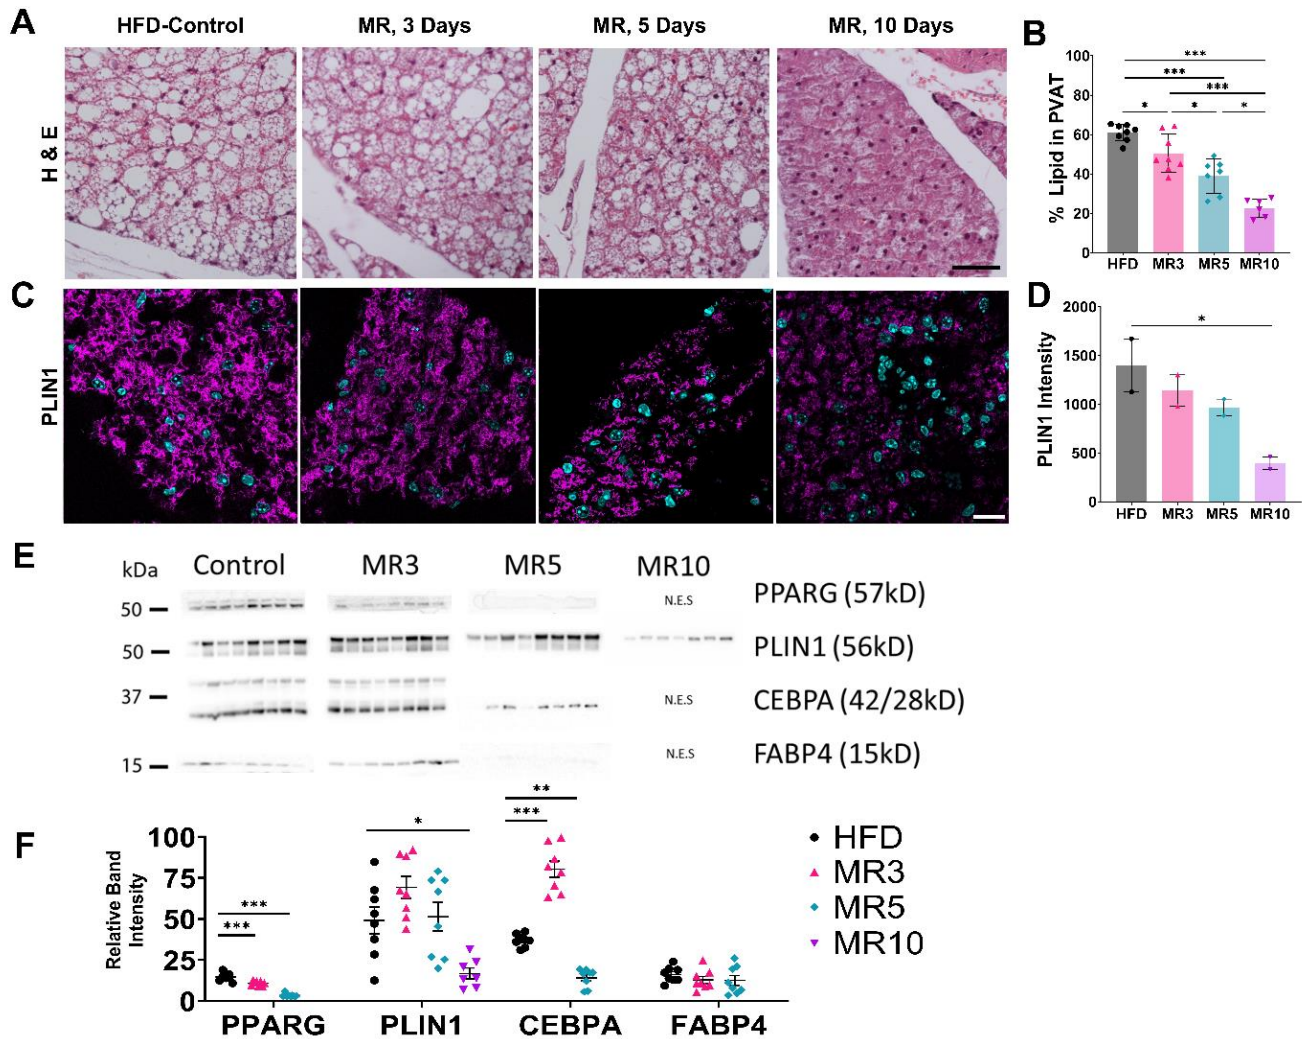 A
HFD-Control
MR, 3 Days
MR, 5 Days
MR, 10 Days
H & E
B
% Lipid in PVAT
100
80
60
40
20
0
***
***
***
*
*
*
HFD
MR3
MR5
MR10
C
PLIN1
D
PLIN1 Intensity
2000
1500
1000
500
0
*
HFD
MR3
MR5
MR10
E
kDa
Control
MR3
MR5
MR10
50
N.E.S
PPARG (57kD)
50
PLIN1 (56kD)
37
N.E.S
CEBPA (42/28kD)
15
N.E.S
FABP4 (15kD)
F
Relative Band
Intensity
100
75
50
25
0
***
***
*
**
***
PPARG
PLIN1
CEBPA
FABP4
HFD
MR3
MR5
MR10